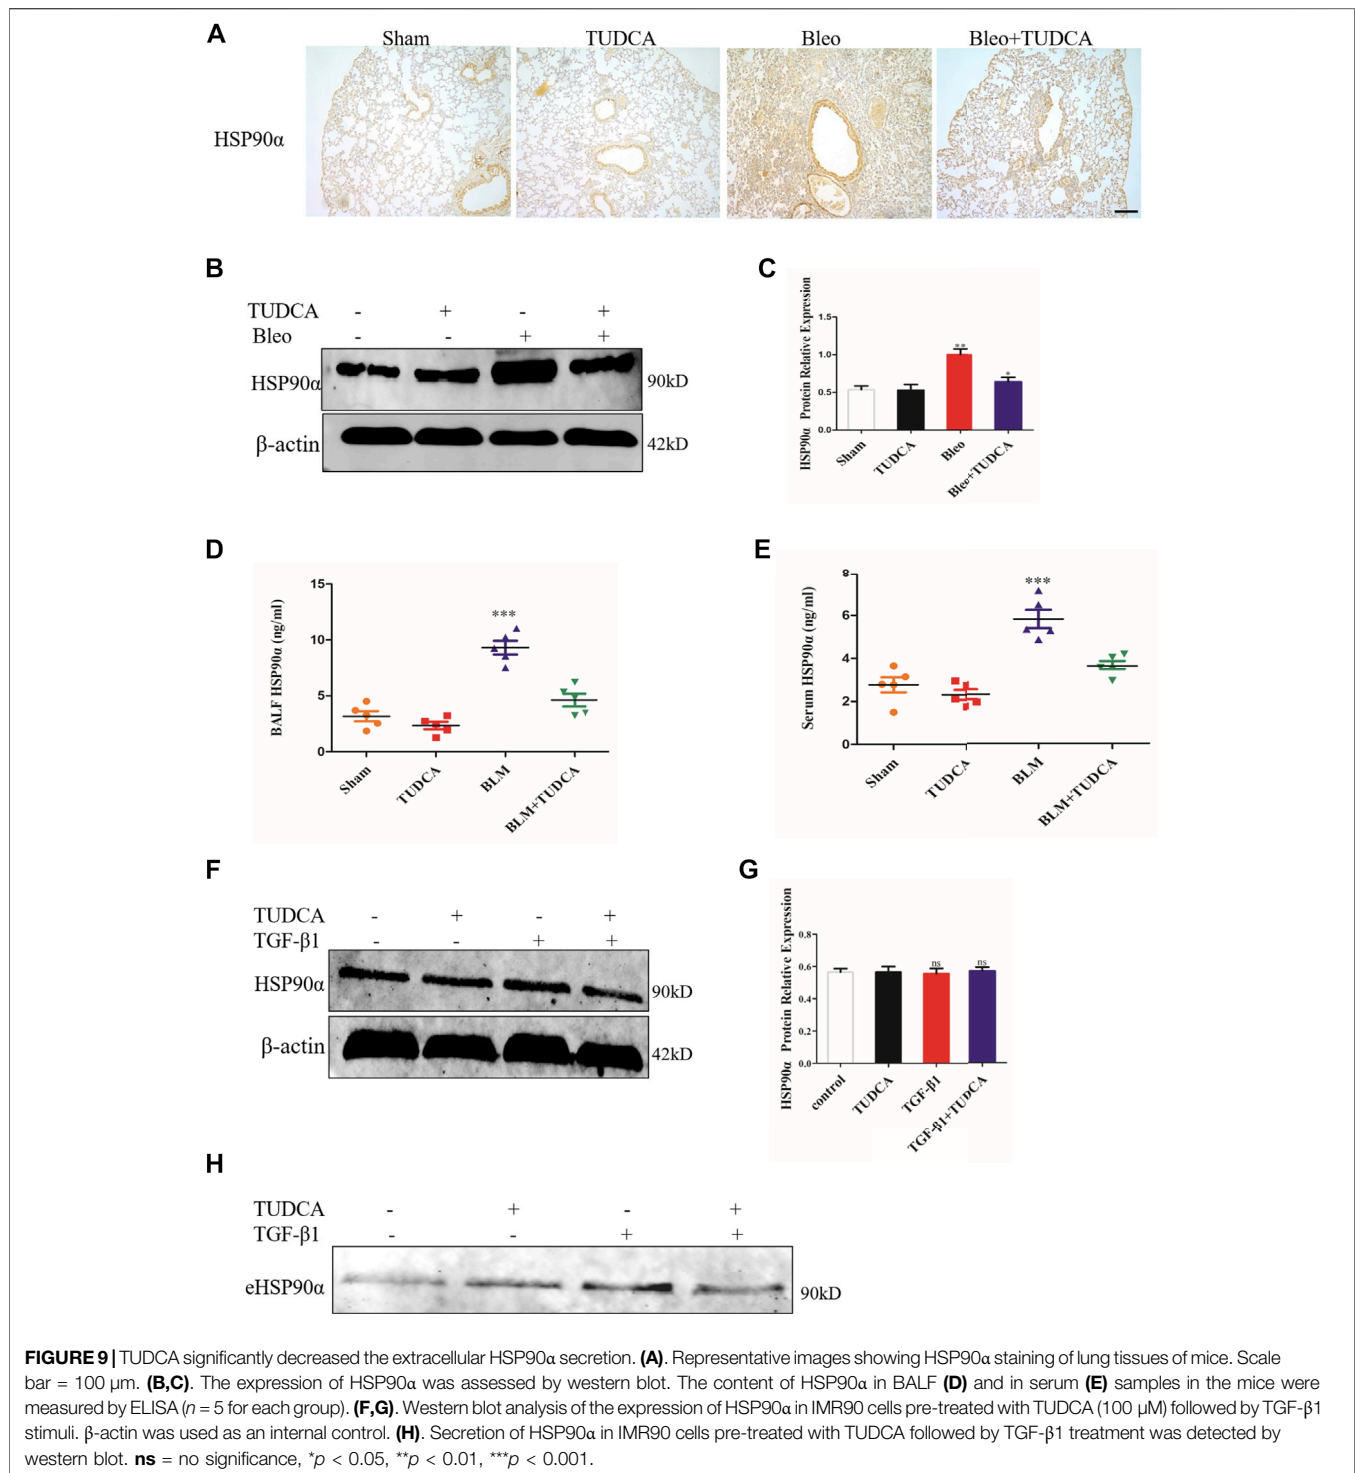 A
Sham TUDCA Bleo Bleo+TUDCA
HSP90α
B
TUDCA - + - +
Bleo - - + +
HSP90α 90kD
β-actin 42kD
C
HSP90α Protein Relative Expression
1.5
1.0
0.5
0.0
** *
Sham TUDCA Bleo Bleo+TUDCA
D
BALF HSP90α (ng/ml)
15
10
5
0
***
Sham TUDCA BLM BLM+TUDCA
E
Serum HSP90α (ng/ml)
8
6
4
2
0
***
Sham TUDCA BLM BLM+TUDCA
F
TUDCA - + - +
TGF-β1 - - + +
HSP90α 90kD
β-actin 42kD
G
HSP90α Protein Relative Expression
0.8
0.6
0.4
0.2
0.0
ns ns
control TUDCA TGF-β1 TGF-β1+TUDCA
H
TUDCA - + - +
TGF-β1 - - + +
eHSP90α 90kD
FIGURE 9 | TUDCA significantly decreased the extracellular HSP90α secretion. (A). Representative images showing HSP90α staining of lung tissues of mice. Scale
bar = 100 μm. (B,C). The expression of HSP90α was assessed by western blot. The content of HSP90α in BALF (D) and in serum (E) samples in the mice were
measured by ELISA (n = 5 for each group). (F,G). Western blot analysis of the expression of HSP90α in IMR90 cells pre-treated with TUDCA (100 μM) followed by TGF-β1
stimuli. β-actin was used as an internal control. (H). Secretion of HSP90α in IMR90 cells pre-treated with TUDCA followed by TGF-β1 treatment was detected by
western blot. ns = no significance, *p < 0.05, **p < 0.01, ***p < 0.001.